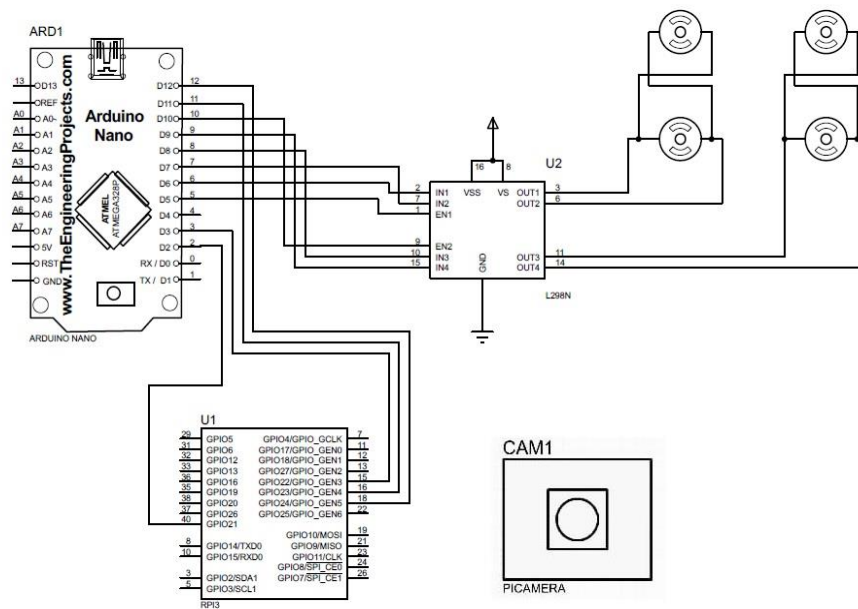 ARD1
www.TheEngineeringProjects.com
Arduino
Nano
ATMEL
ATMEGA328P
13 D13
REF
A0 A0
A1 A1
A2 A2
A3 A3
A4 A4
A5 A5
A6 A6
A7 A7
5V
RST
GND
D12 12
D11 11
D10 10
D9 9
D8 8
D7 7
D6 6
D5 5
D4 4
D3 3
D2 2
RX / D0 0
TX / D1 1
ARDUINO NANO
U2
16 8
VSS VS
2 IN1 OUT1 3
7 IN2 OUT2 6
1 EN1
9 EN2
10 IN3 OUT3 11
15 IN4 OUT4 14
GND
L298N
U1
29 GPIO5 GPIO4/GPIO_GCLK 7
31 GPIO6 GPIO17/GPIO_GEN0 11
32 GPIO12 GPIO18/GPIO_GEN1 12
33 GPIO13 GPIO27/GPIO_GEN2 13
36 GPIO16 GPIO22/GPIO_GEN3 15
35 GPIO19 GPIO23/GPIO_GEN4 16
38 GPIO20 GPIO24/GPIO_GEN5 18
37 GPIO26 GPIO25/GPIO_GEN6 22
40 GPIO21
GPIO10/MOSI 19
8 GPIO14/TXD0 GPIO9/MISO 21
10 GPIO15/RXD0 GPIO11/CLK 23
GPIO8/SPI_CE0 24
3 GPIO2/SDA1 GPIO7/SPI_CE1 26
5 GPIO3/SCL1
RPI3
CAM1
PICAMERA